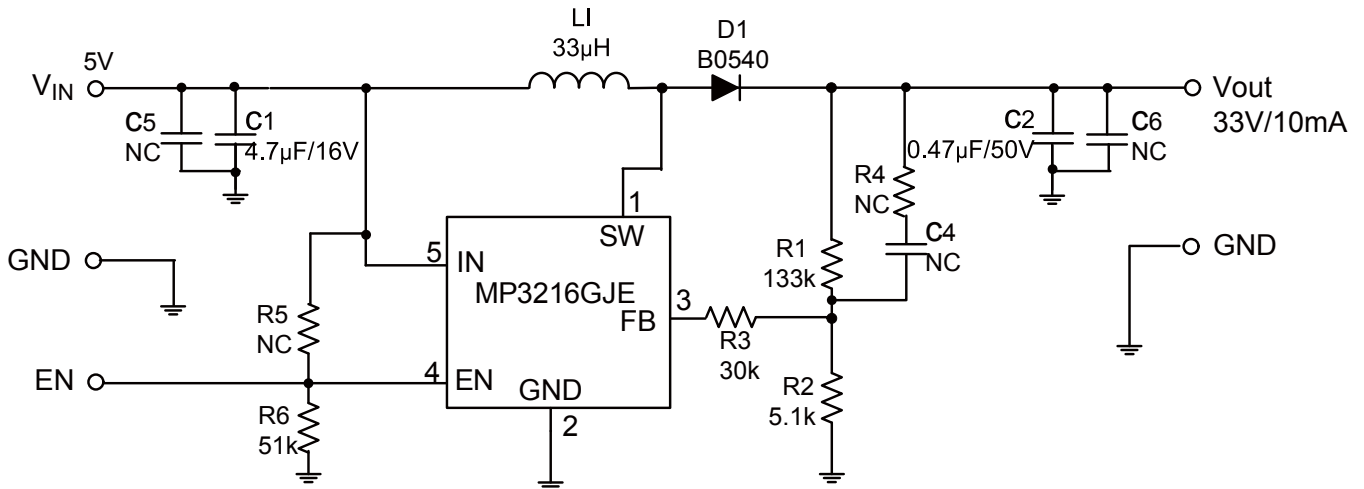 LI
33µH
D1
B0540
5V
VIN
Vout
33V/10mA
C5
NC
C1
4.7µF/16V
C2
0.47µF/50V
C6
NC
R4
NC
C4
NC
1
SW
GND
GND
5
IN
MP3216GJE
R1
133k
3
FB
R5
NC
R3
30k
EN
4
EN
GND
R2
5.1k
R6
51k
2